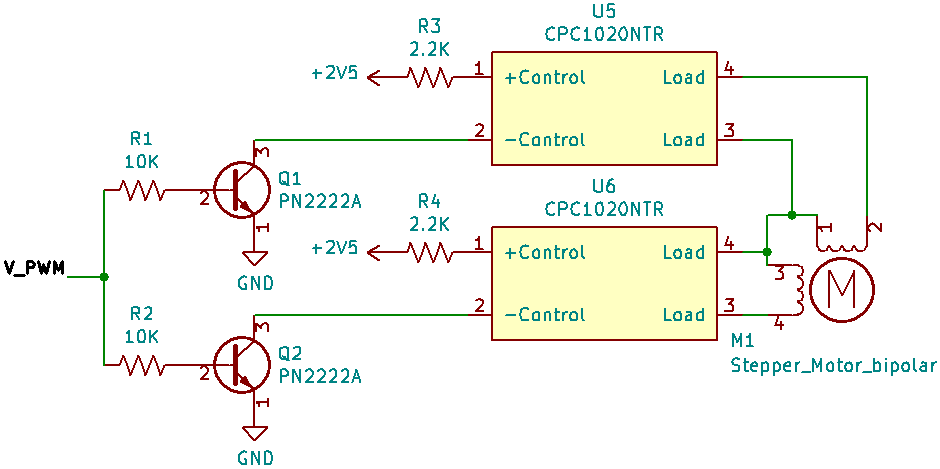 U5
CPC1020NTR
R3
2.2K
+2V5
1
+Control
Load
4
2
-Control
Load
3
R1
10K
2
3
1
Q1
PN2222A
GND
U6
CPC1020NTR
R4
2.2K
+2V5
1
+Control
Load
4
2
-Control
Load
3
V_PWM
R2
10K
2
3
1
Q2
PN2222A
GND
1
2
3
4
M
M1
Stepper_Motor_bipolar